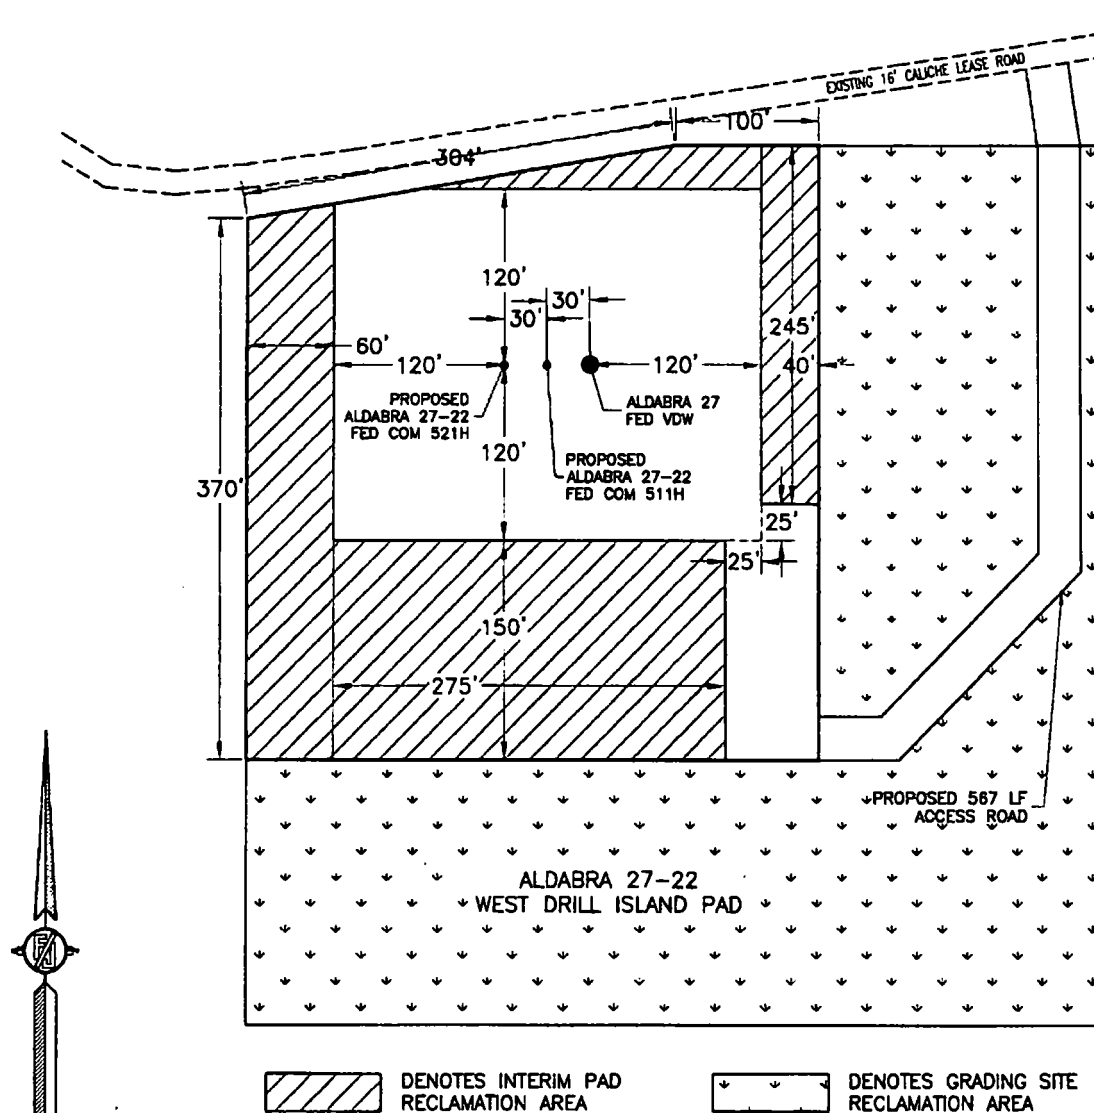 EXISTING 16' CALICHE LEASE ROAD
100'
304'
120'
30'
30'
245'
60'
120'
120'
40'
PROPOSED
ALDABRA 27-22
FED COM 521H
ALDABRA 27
FED VDW
120'
PROPOSED
ALDABRA 27-22
FED COM 511H
370'
25'
25'
150'
275'
PROPOSED 567 LF
ACCESS ROAD
ALDABRA 27-22
WEST DRILL ISLAND PAD
DENOTES INTERIM PAD
RECLAMATION AREA
DENOTES GRADING SITE
RECLAMATION AREA